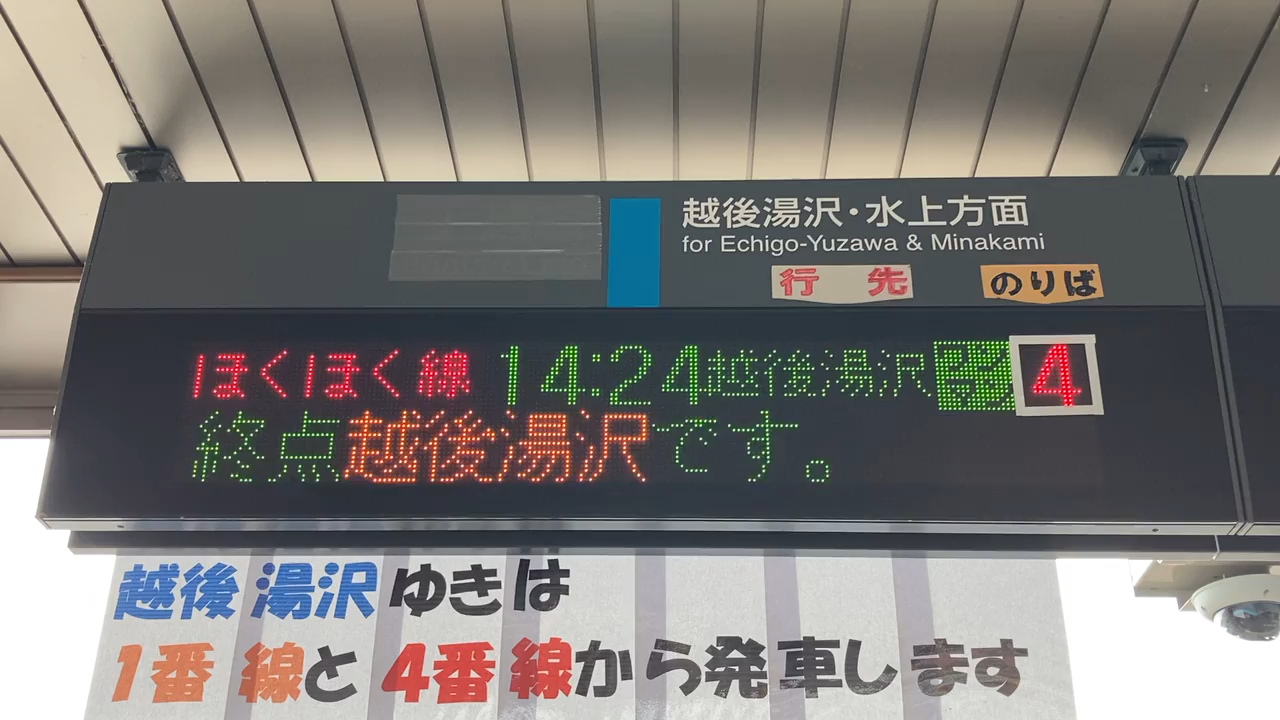 越後湯沢・水上方面
for Echigo-Yuzawa & Minakami
行先 のりば
ほくほく線 14:24 越後湯沢 4
終点越後湯沢です。
越後湯沢ゆきは
1番線と4番線から発車します